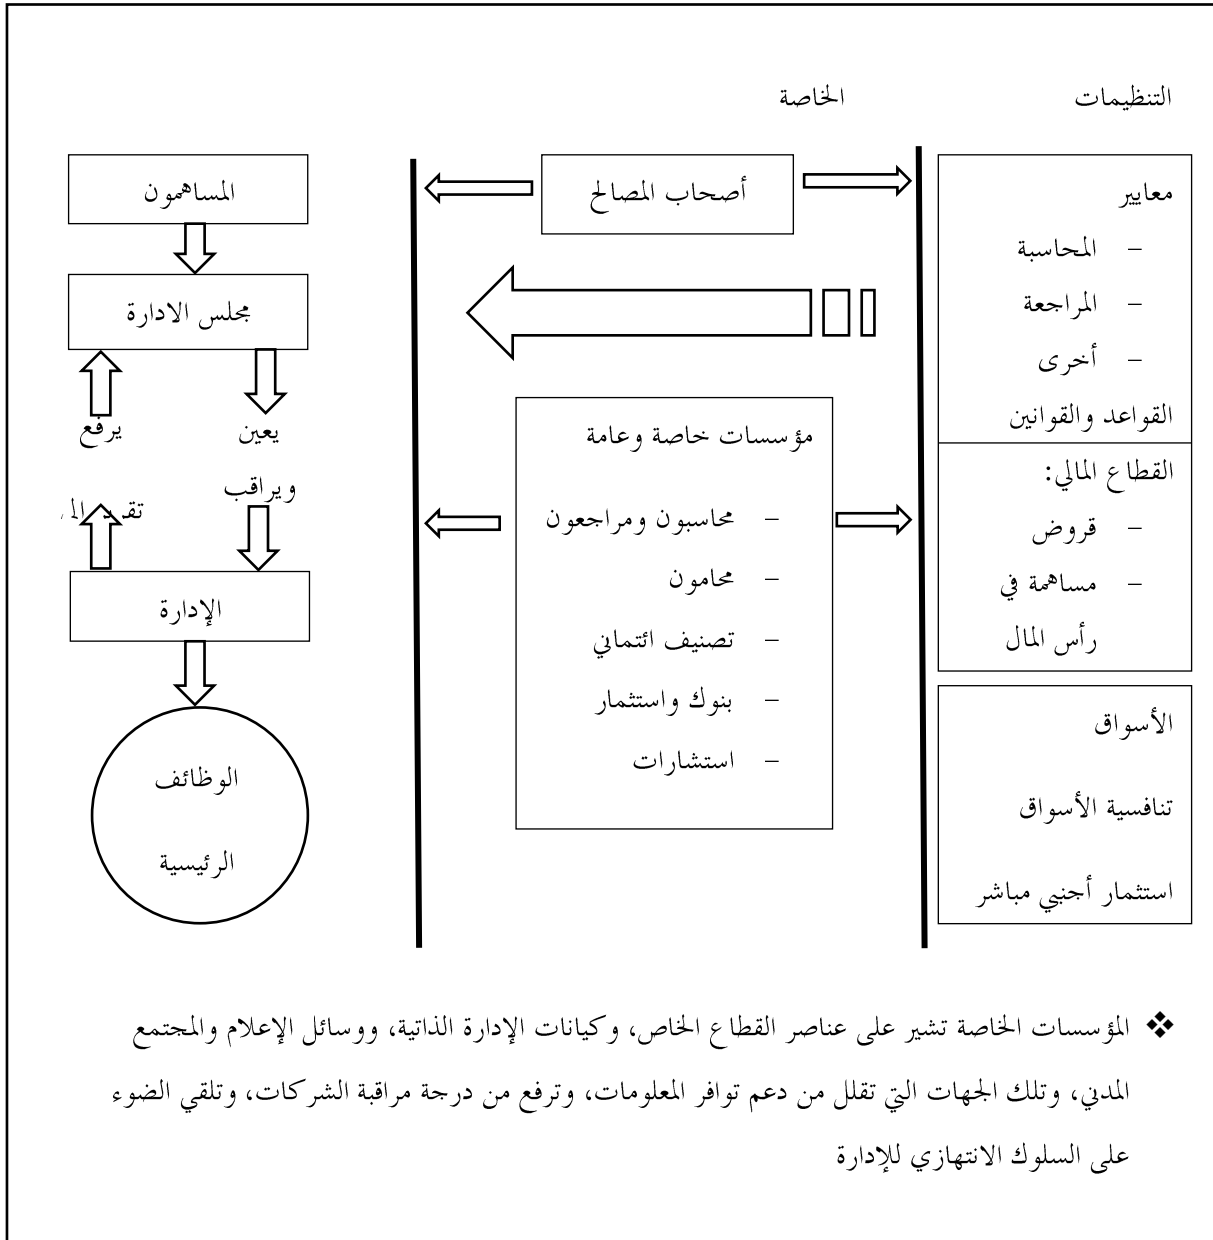 التنظيمات
الخاصة
معايير
– المحاسبة
– المراجعة
– أخرى
القواعد والقوانين
القطاع المالي:
– قروض
– مساهمة في
رأس المال
الأسواق
تنافسية الأسواق
استثمار أجنبي مباشر
أصحاب المصالح
مؤسسات خاصة وعامة
– محاسبون ومراجعون
– محامون
– تصنيف ائتماني
– بنوك واستثمار
– استشارات
المساهمون
مجلس الادارة
يعين
ويراقب
يرفع
الإدارة
الوظائف
الرئيسية
❖ المؤسسات الخاصة تشير على عناصر القطاع الخاص، وكيانات الإدارة الذاتية، ووسائل الإعلام والمجتمع
المدني، وتلك الجهات التي تقلل من دعم توافر المعلومات، وترفع من درجة مراقبة الشركات، وتلقي الضوء
على السلوك الانتهازي للإدارة